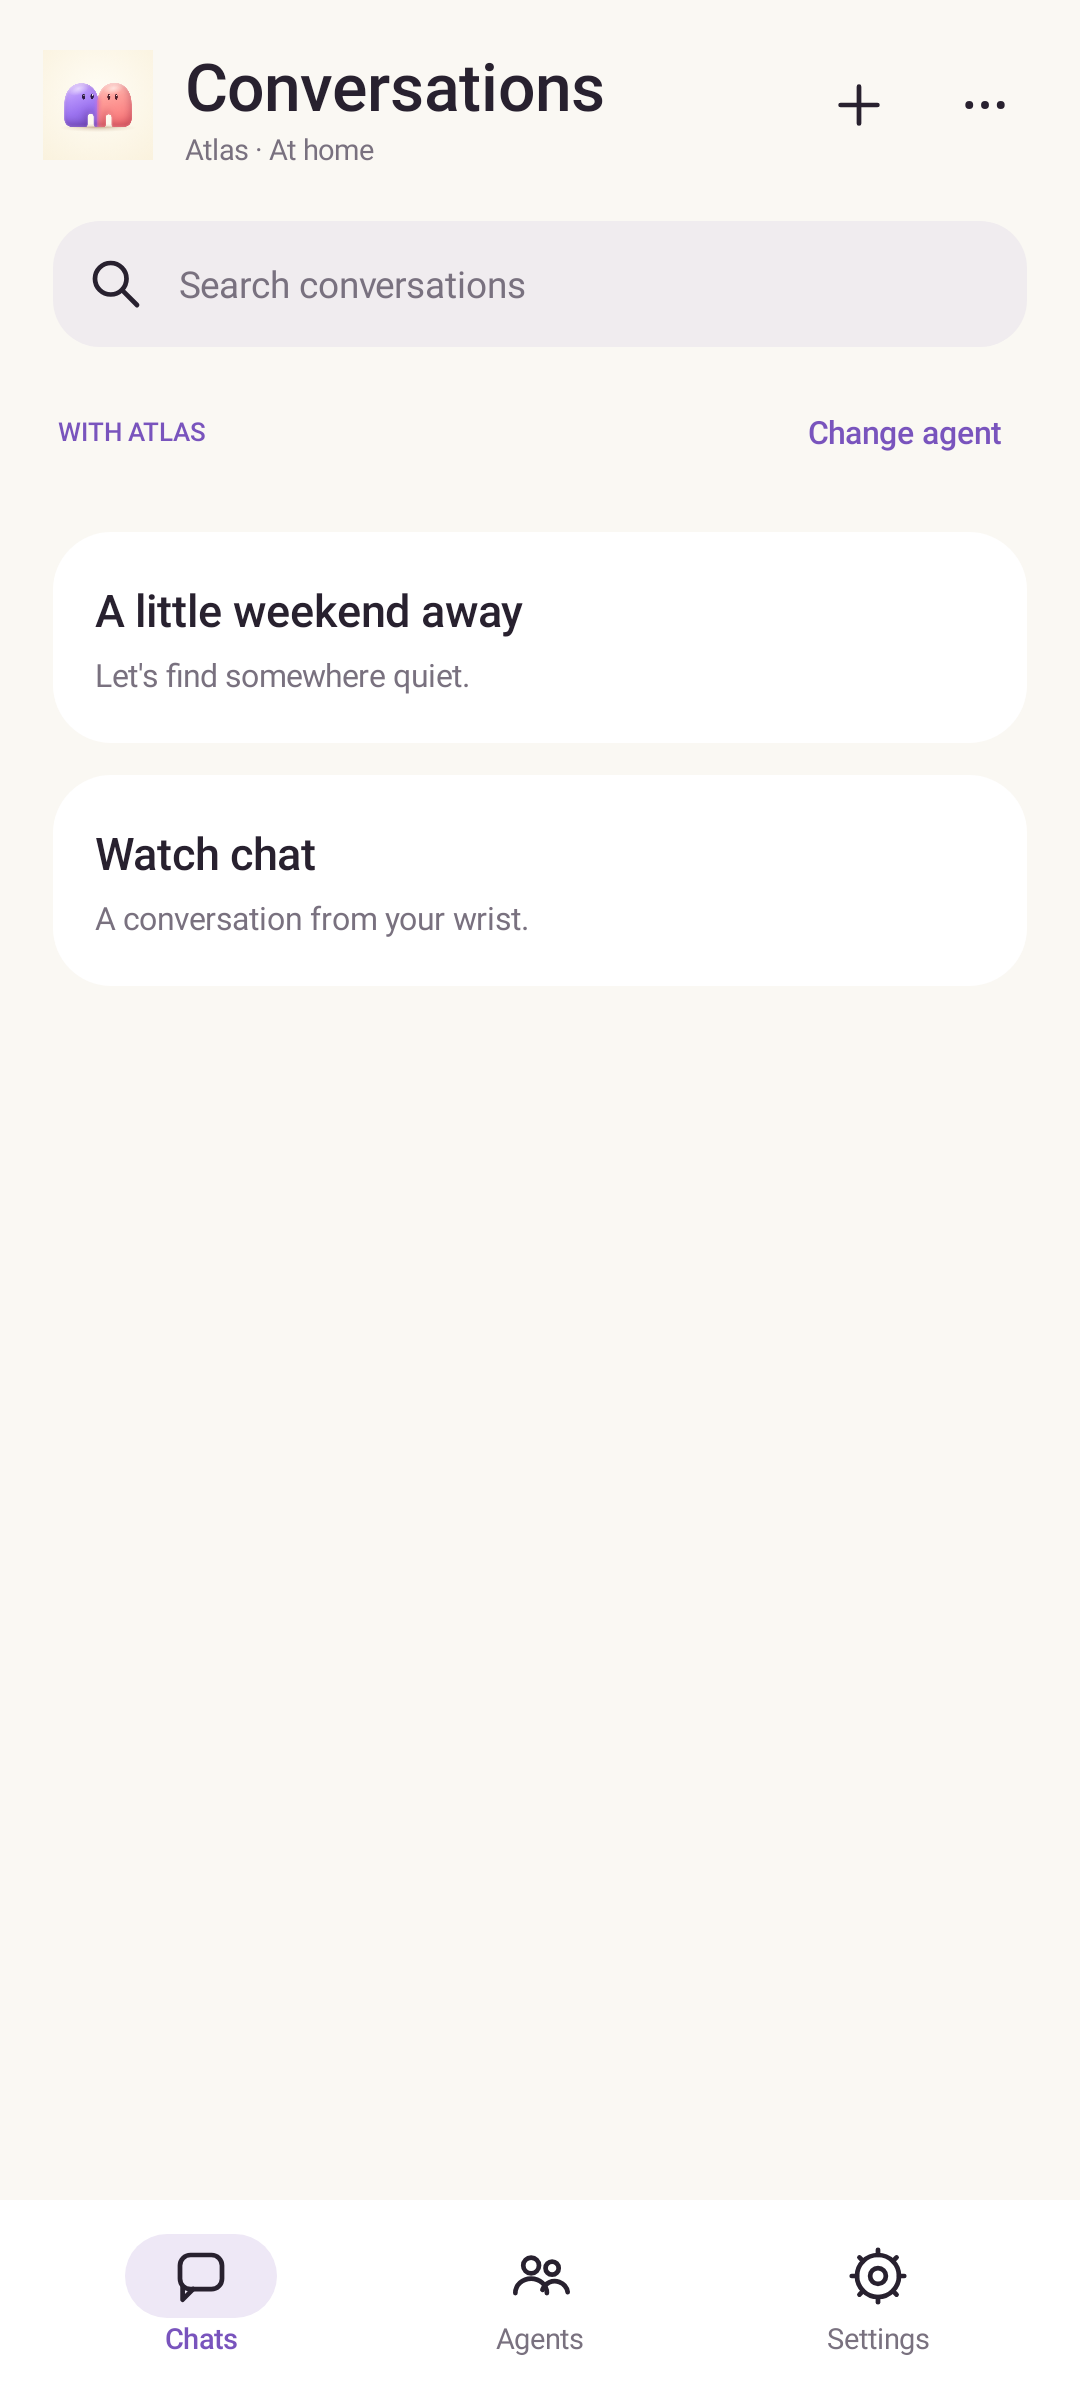 Conversations
Atlas · At home
Search conversations
WITH ATLAS
Change agent
A little weekend away
Let's find somewhere quiet.
Watch chat
A conversation from your wrist.
Chats
Agents
Settings